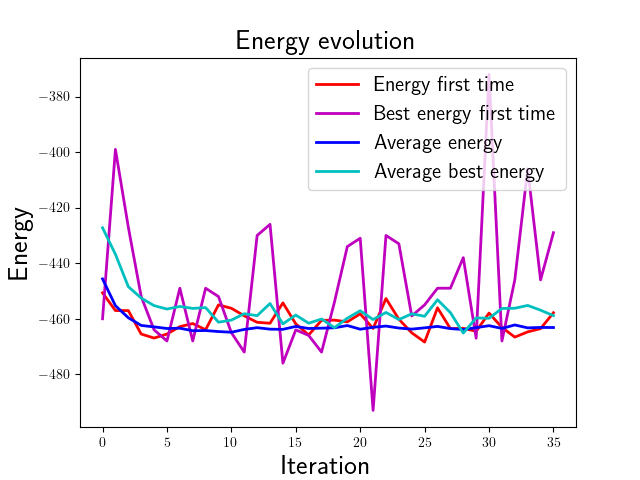 Energy evolution
Energy first time
Best energy first time
Average energy
Average best energy
Energy
−380
−400
−420
−440
−460
−480
0 5 10 15 20 25 30 35
Iteration